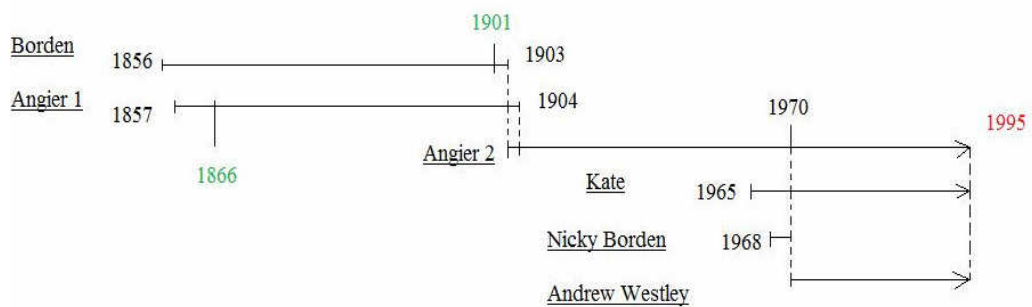 1901
Borden
1856
1903
Angier 1
1857
1904
1970
1995
Angier 2
1866
Kate
1965
Nicky Borden
1968
Andrew Westley